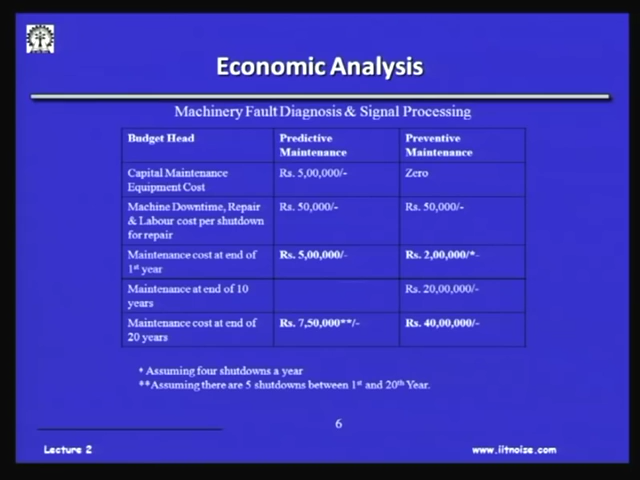 Economic Analysis
Machinery Fault Diagnosis & Signal Processing
Budget Head
Predictive Maintenance
Preventive Maintenance
Capital Maintenance Equipment Cost
Rs. 5,00,000/-
Zero
Machine Downtime, Repair & Labour cost per shutdown for repair
Rs. 50,000/-
Rs. 50,000/-
Maintenance cost at end of 1st year
Rs. 5,00,000/-
Rs. 2,00,000/*-
Maintenance at end of 10 years
Rs. 20,00,000/-
Maintenance cost at end of 20 years
Rs. 7,50,000**/-
Rs. 40,00,000/-
* Assuming four shutdowns a year
**Assuming there are 5 shutdowns between 1st and 20th Year.
6
Lecture 2
www.iitnoise.com